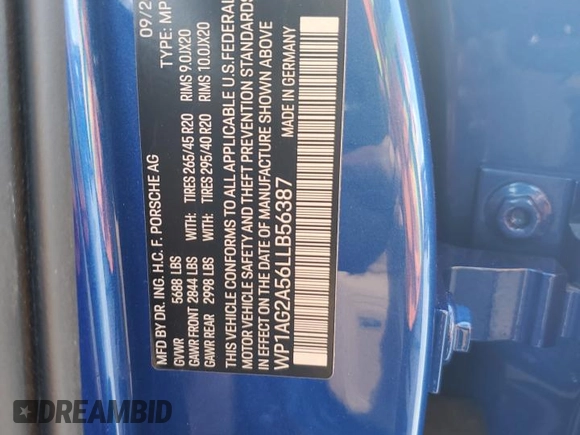 MFD BY DR. ING. H.C. F. PORSCHE AG 09/2
GVWR 5688 LBS TYPE: MP
GAWR FRONT 2844 LBS WITH: TIRES 265/45 R20 RIMS 9.0JX20
GAWR REAR 2998 LBS WITH: TIRES 295/40 R20 RIMS 10.0JX20
THIS VEHICLE CONFORMS TO ALL APPLICABLE U.S. FEDERAL
MOTOR VEHICLE SAFETY AND THEFT PREVENTION STANDARDS
IN EFFECT ON THE DATE OF MANUFACTURE SHOWN ABOVE
WP1AG2A56LLB56387 MADE IN GERMANY
DREAMBID